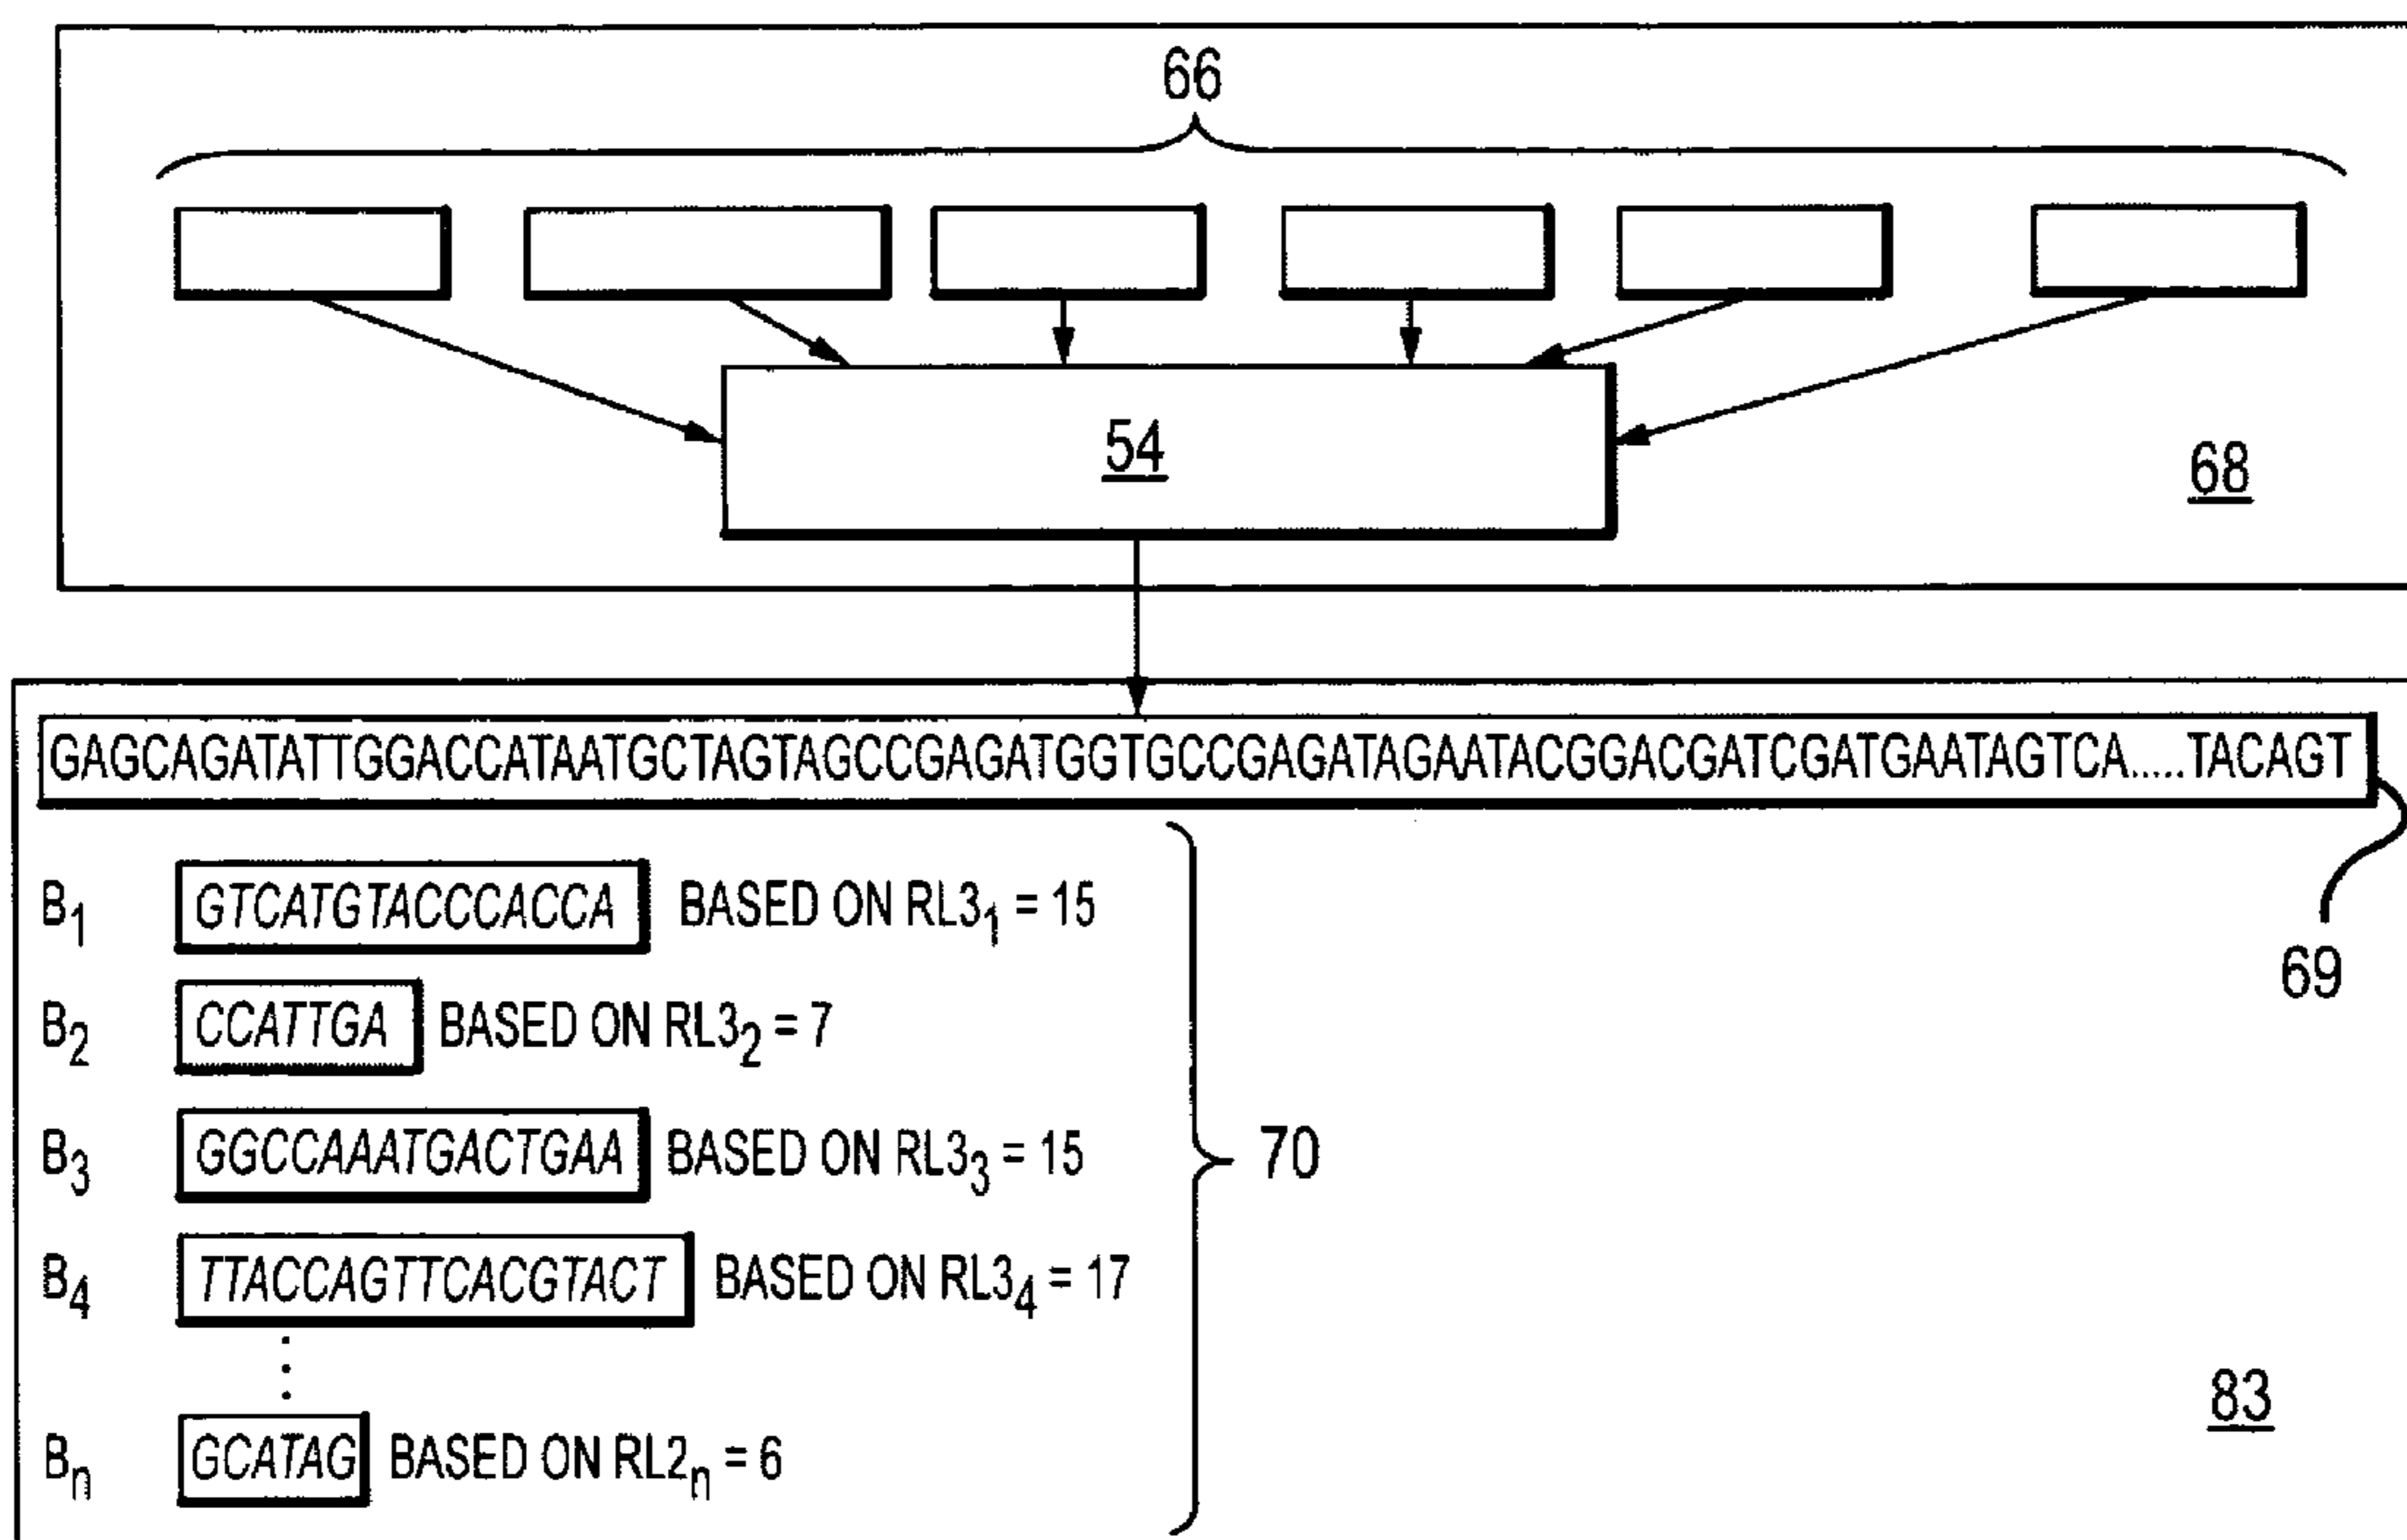 66
54
68
GAGCAGATATTGGACCATAATGCTAGTAGCCGAGATGGTGCCGAGATAGAATACGGACGATCGATGAATAGTCA.....TACAGT
69
B1 GTCATGTACCCACCA BASED ON RL31 = 15
B2 CCATTGA BASED ON RL32 = 7
B3 GGCCAAATGACTGAA BASED ON RL33 = 15
70
B4 TTACCAGTTCACGTACT BASED ON RL34 = 17
83
Bn GCATAG BASED ON RL2n = 6